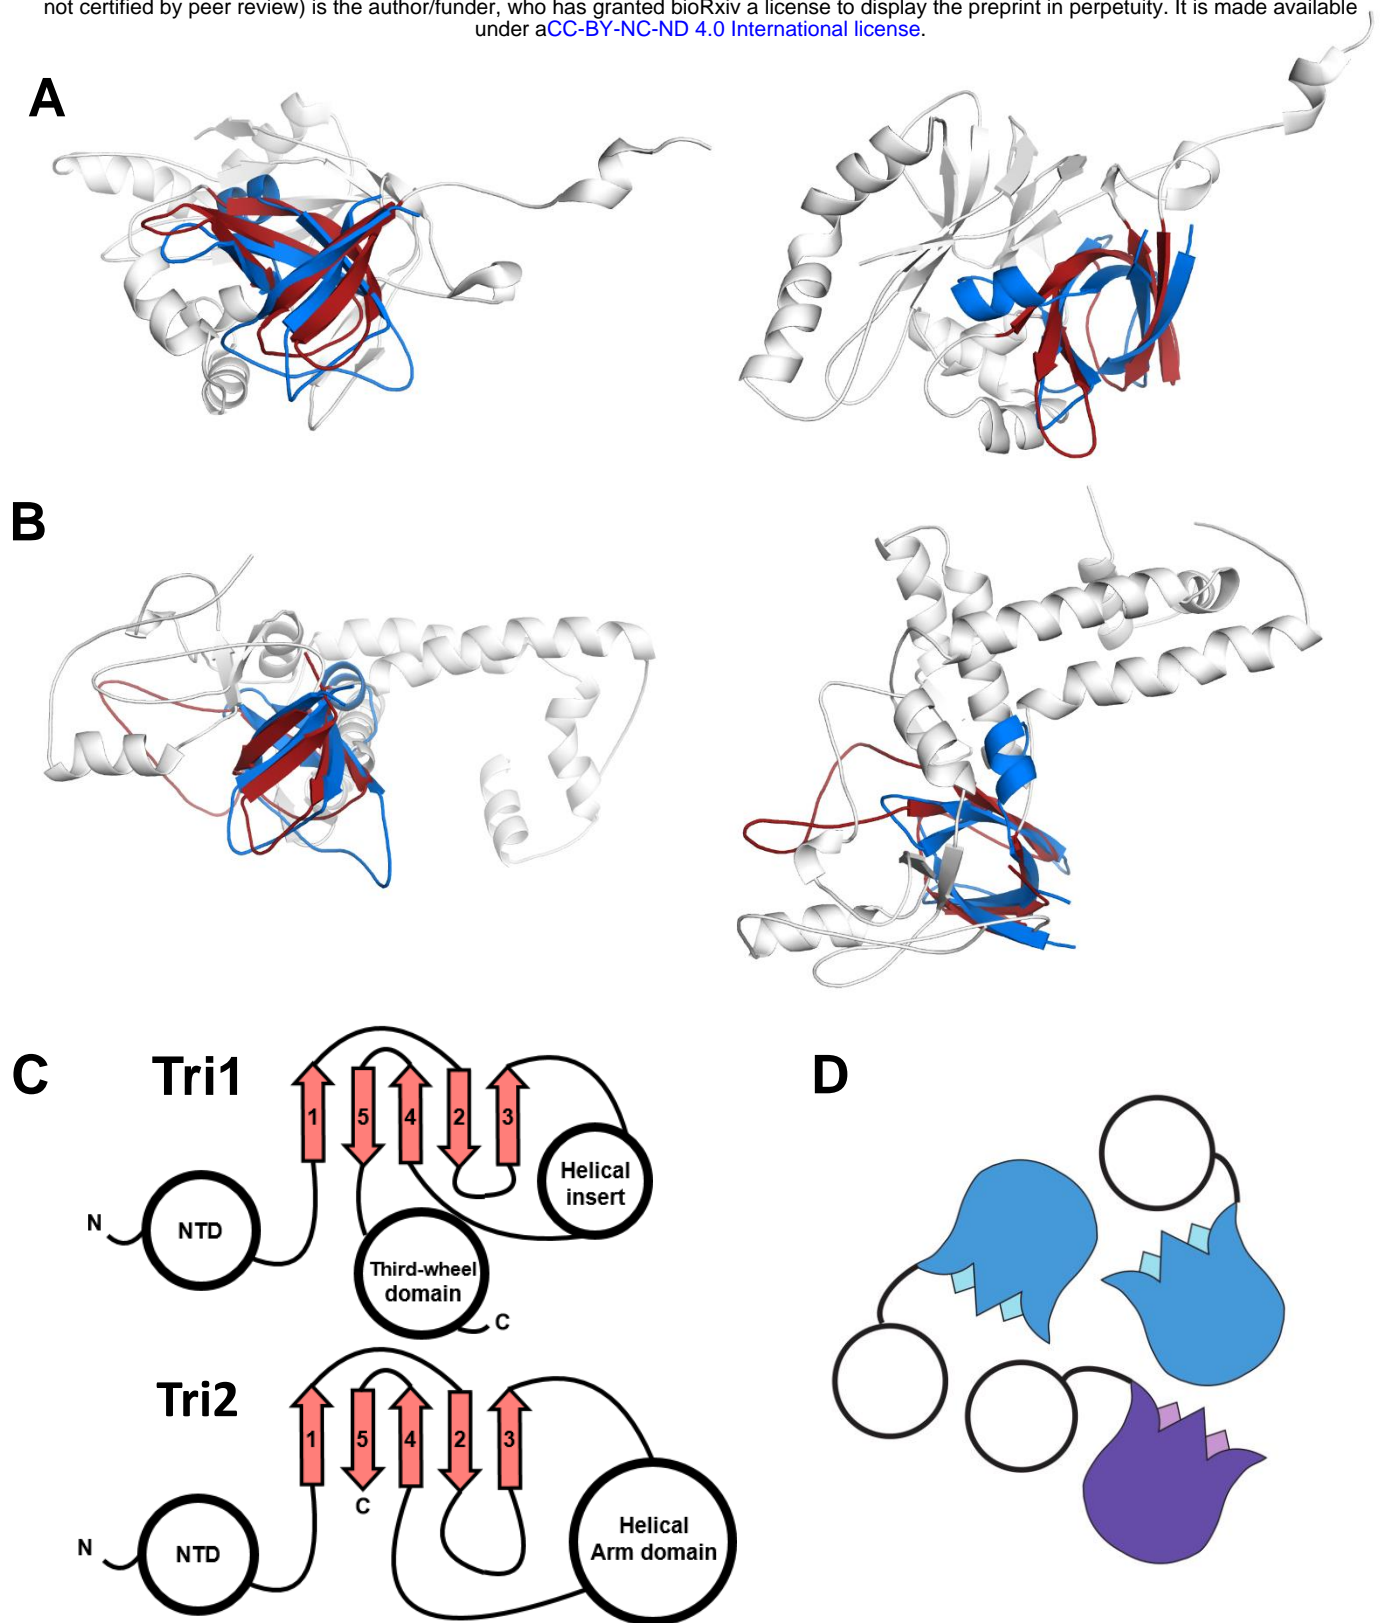 not certified by peer review) is the author/funder, who has granted bioRxiv a license to display the preprint in perpetuity. It is made available
under aCC-BY-NC-ND 4.0 International license.
A
B
C
Tri1
1
5
4
2
3
N
NTD
Helical
insert
Third-wheel
domain
C
Tri2
1
5
4
2
3
C
N
NTD
Helical
Arm domain
D